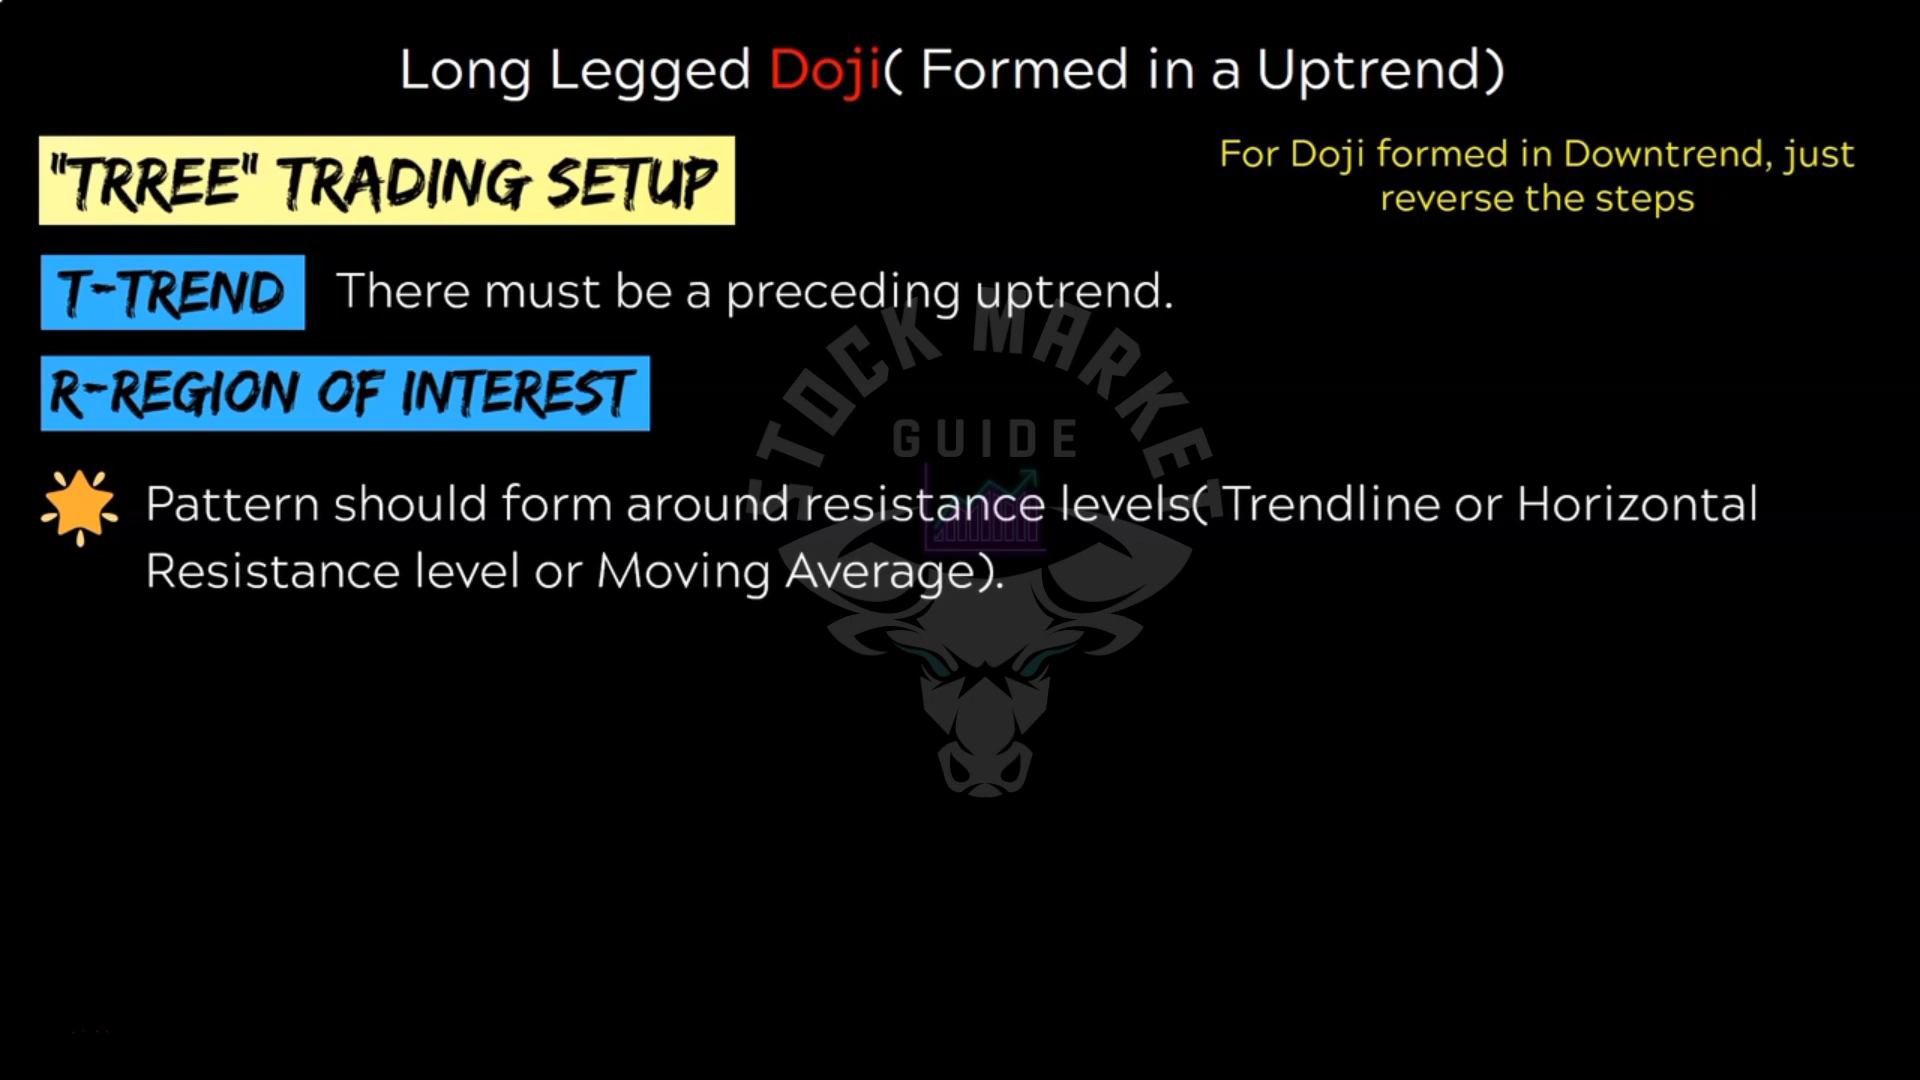 Long Legged Doji( Formed in a Uptrend)
"TRREE" TRADING SETUP
For Doji formed in Downtrend, just
reverse the steps
T-TREND There must be a preceding uptrend.
R-REGION OF INTEREST
STOCK MARKET
GUIDE
Pattern should form around resistance levels( Trendline or Horizontal
Resistance level or Moving Average).